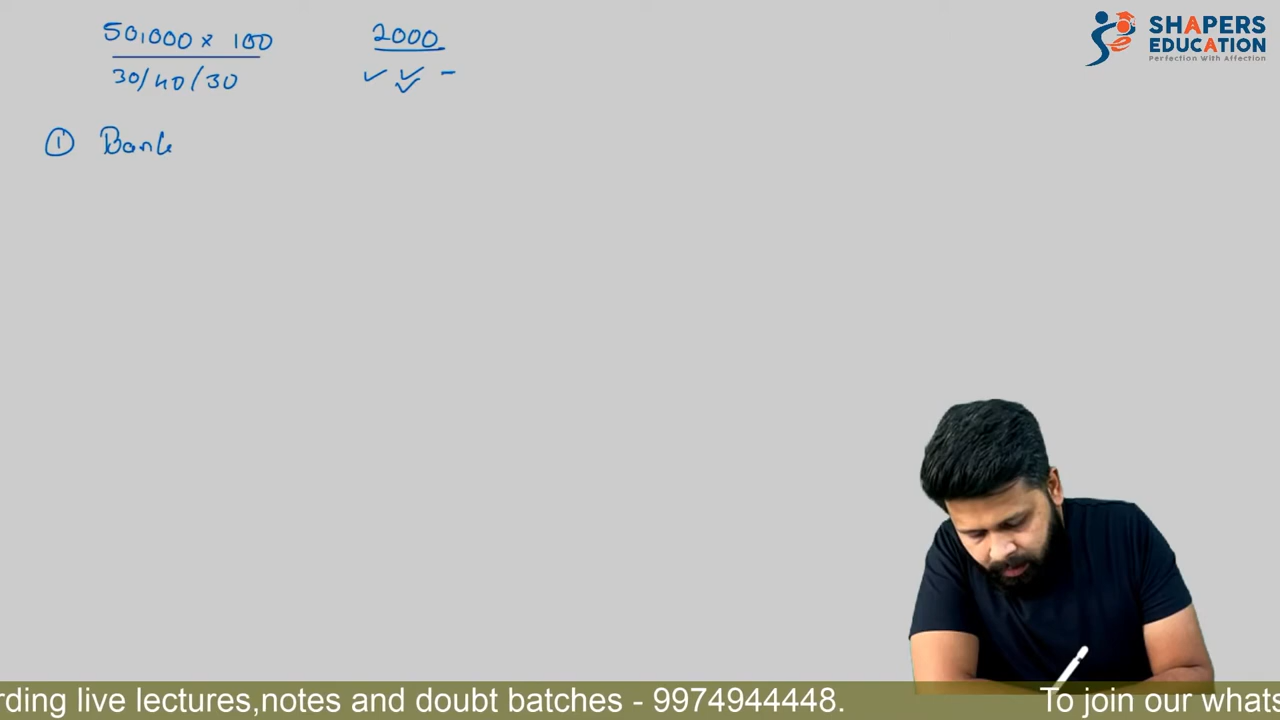 50,000 x 100
30/40/30
2000
✓ ✓ -
✓
① Bank
SHAPERS
EDUCATION
Perfection With Affection
rding live lectures,notes and doubt batches - 9974944448.
To join our whats